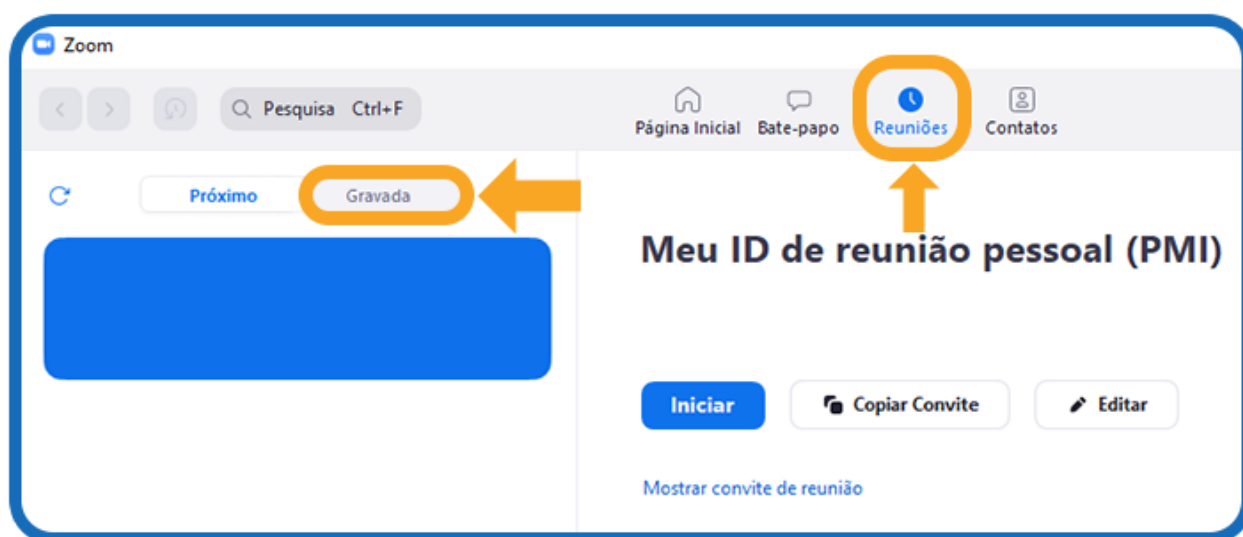 Zoom
Pesquisa Ctrl+F
Página Inicial
Bate-papo
Reuniões
Contatos
Próximo
Gravada
Meu ID de reunião pessoal (PMI)
Iniciar
Copiar Convite
Editar
Mostrar convite de reunião